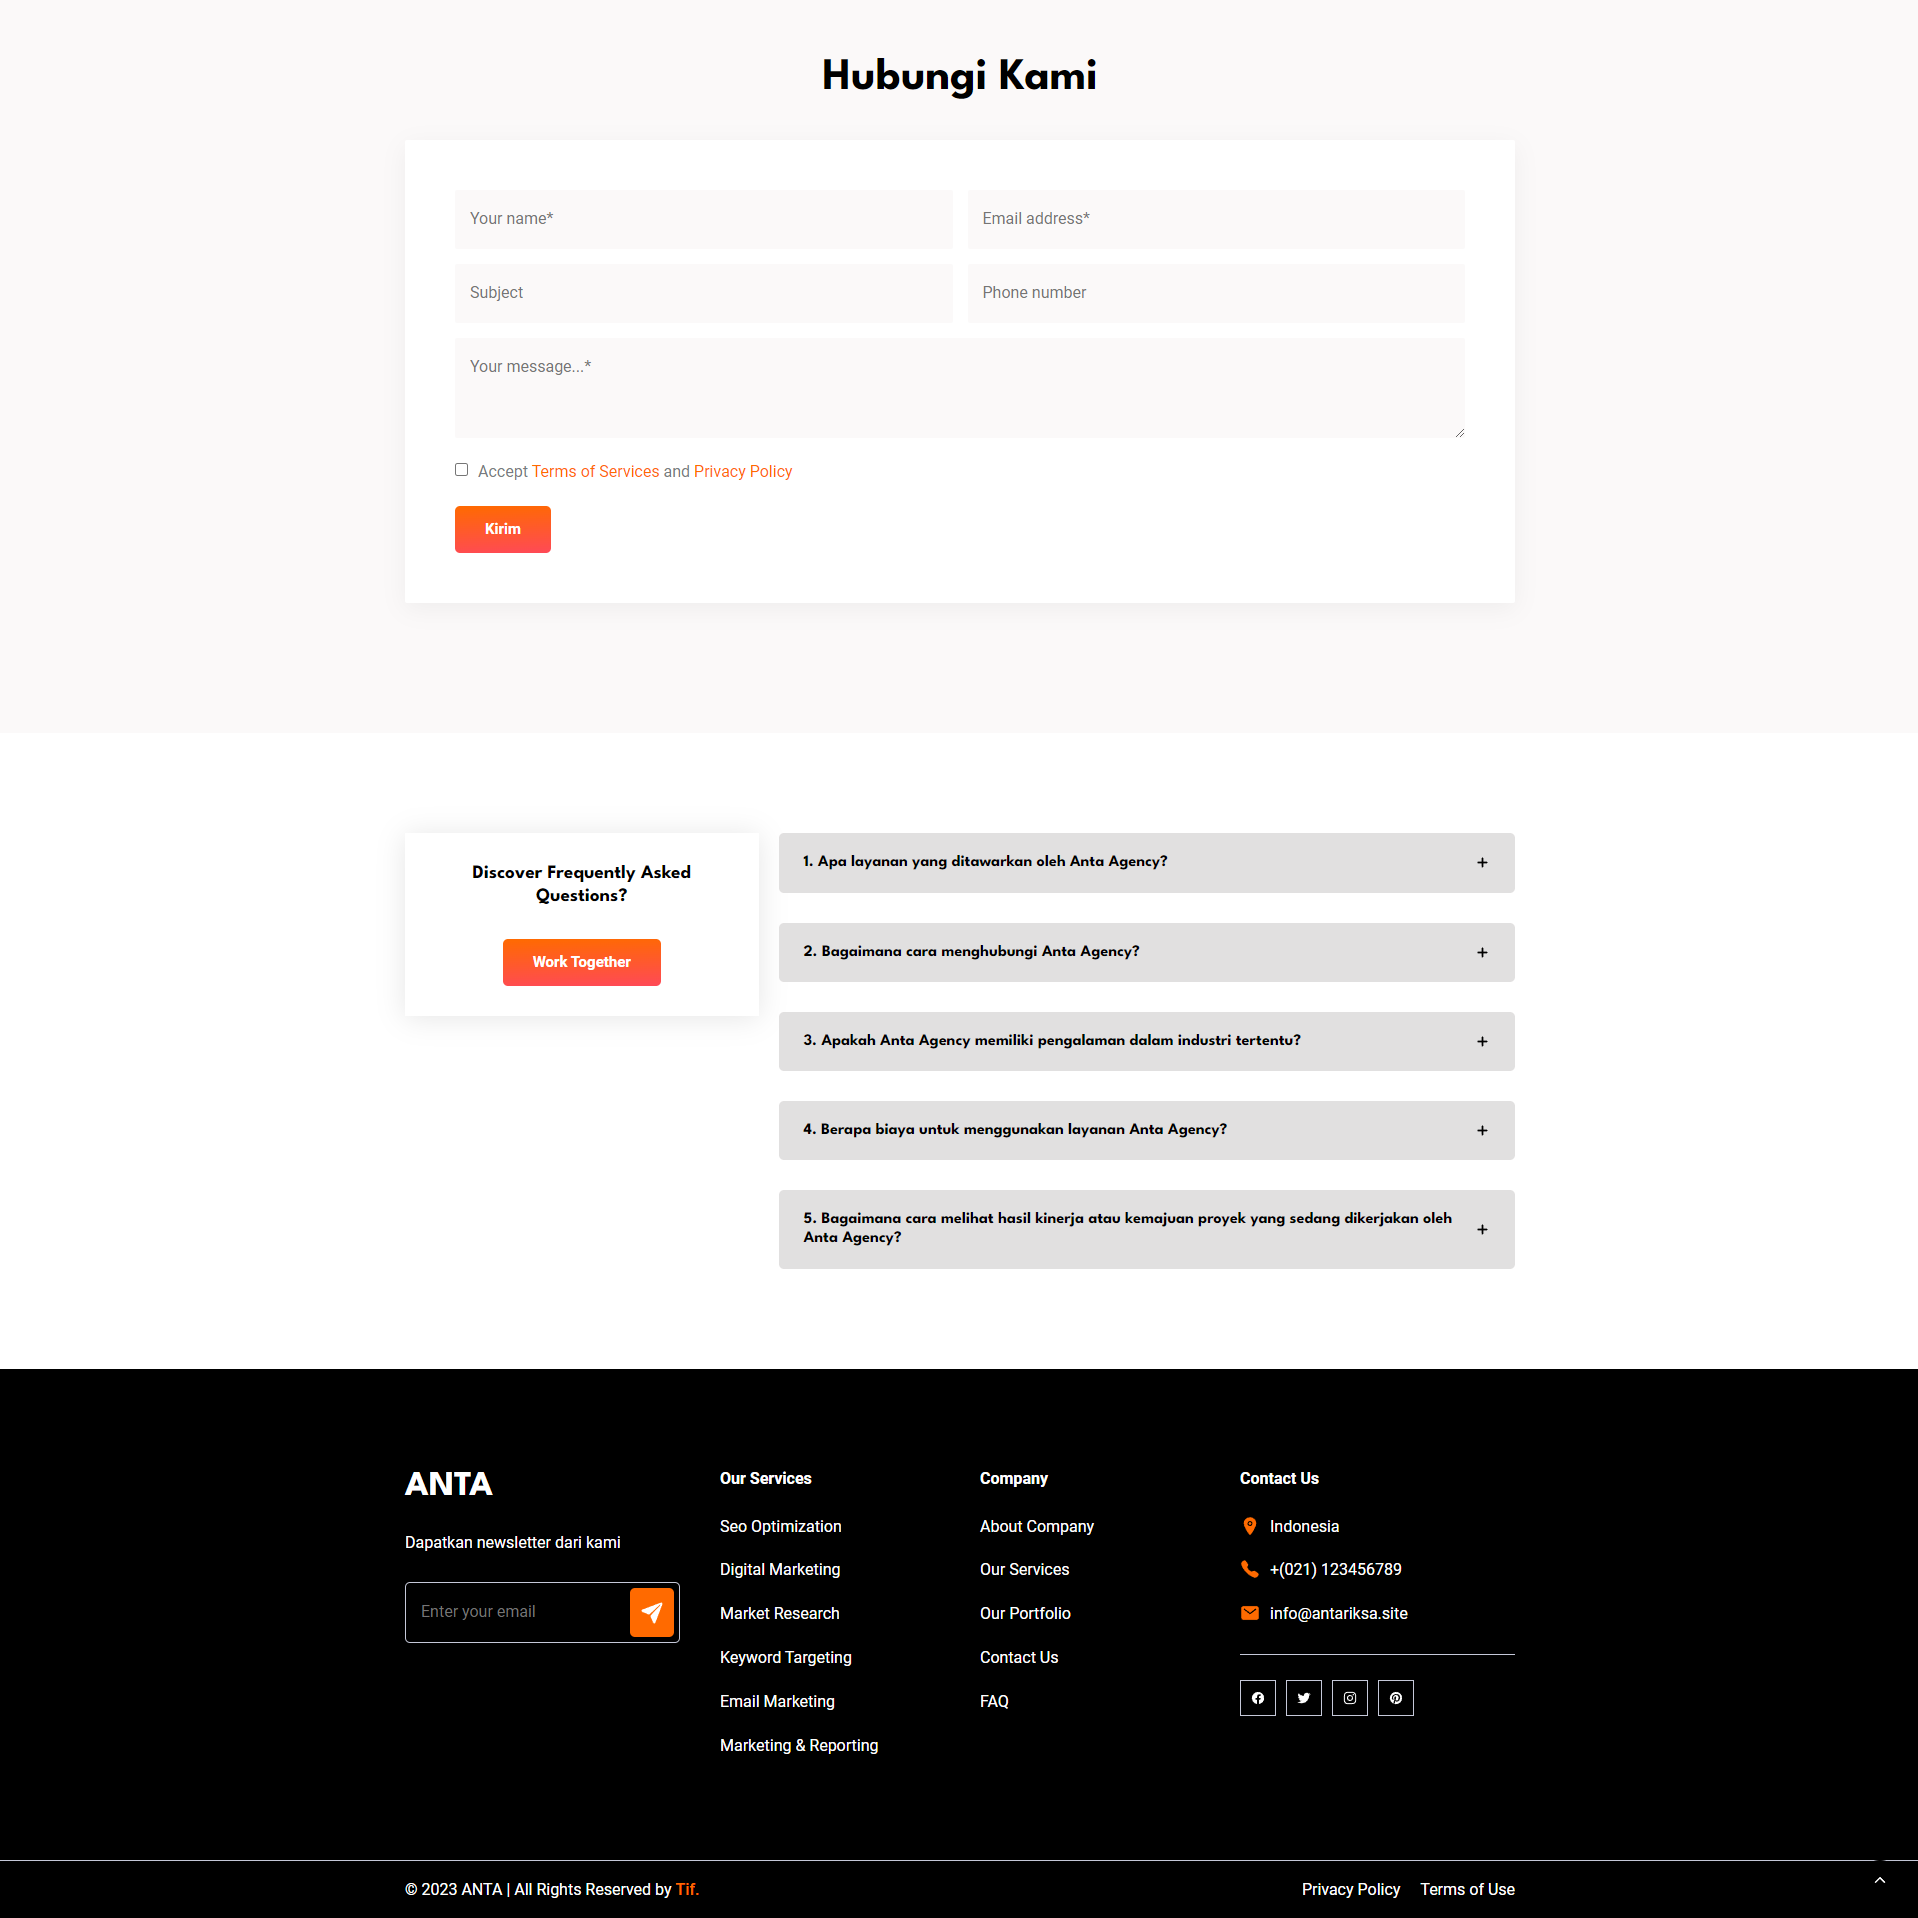 Hubungi Kami
Your name*
Email address*
Subject
Phone number
Your message...*
Accept Terms of Services and Privacy Policy
Kirim
Discover Frequently Asked
Questions?
Work Together
1. Apa layanan yang ditawarkan oleh Anta Agency?
2. Bagaimana cara menghubungi Anta Agency?
3. Apakah Anta Agency memiliki pengalaman dalam industri tertentu?
4. Berapa biaya untuk menggunakan layanan Anta Agency?
5. Bagaimana cara melihat hasil kinerja atau kemajuan proyek yang sedang dikerjakan oleh
Anta Agency?
ANTA
Dapatkan newsletter dari kami
Enter your email
Our Services
Seo Optimization
Digital Marketing
Market Research
Keyword Targeting
Email Marketing
Marketing & Reporting
Company
About Company
Our Services
Our Portfolio
Contact Us
FAQ
Contact Us
Indonesia
+(021) 123456789
info@antariksa.site
© 2023 ANTA | All Rights Reserved by Tif.
Privacy Policy
Terms of Use